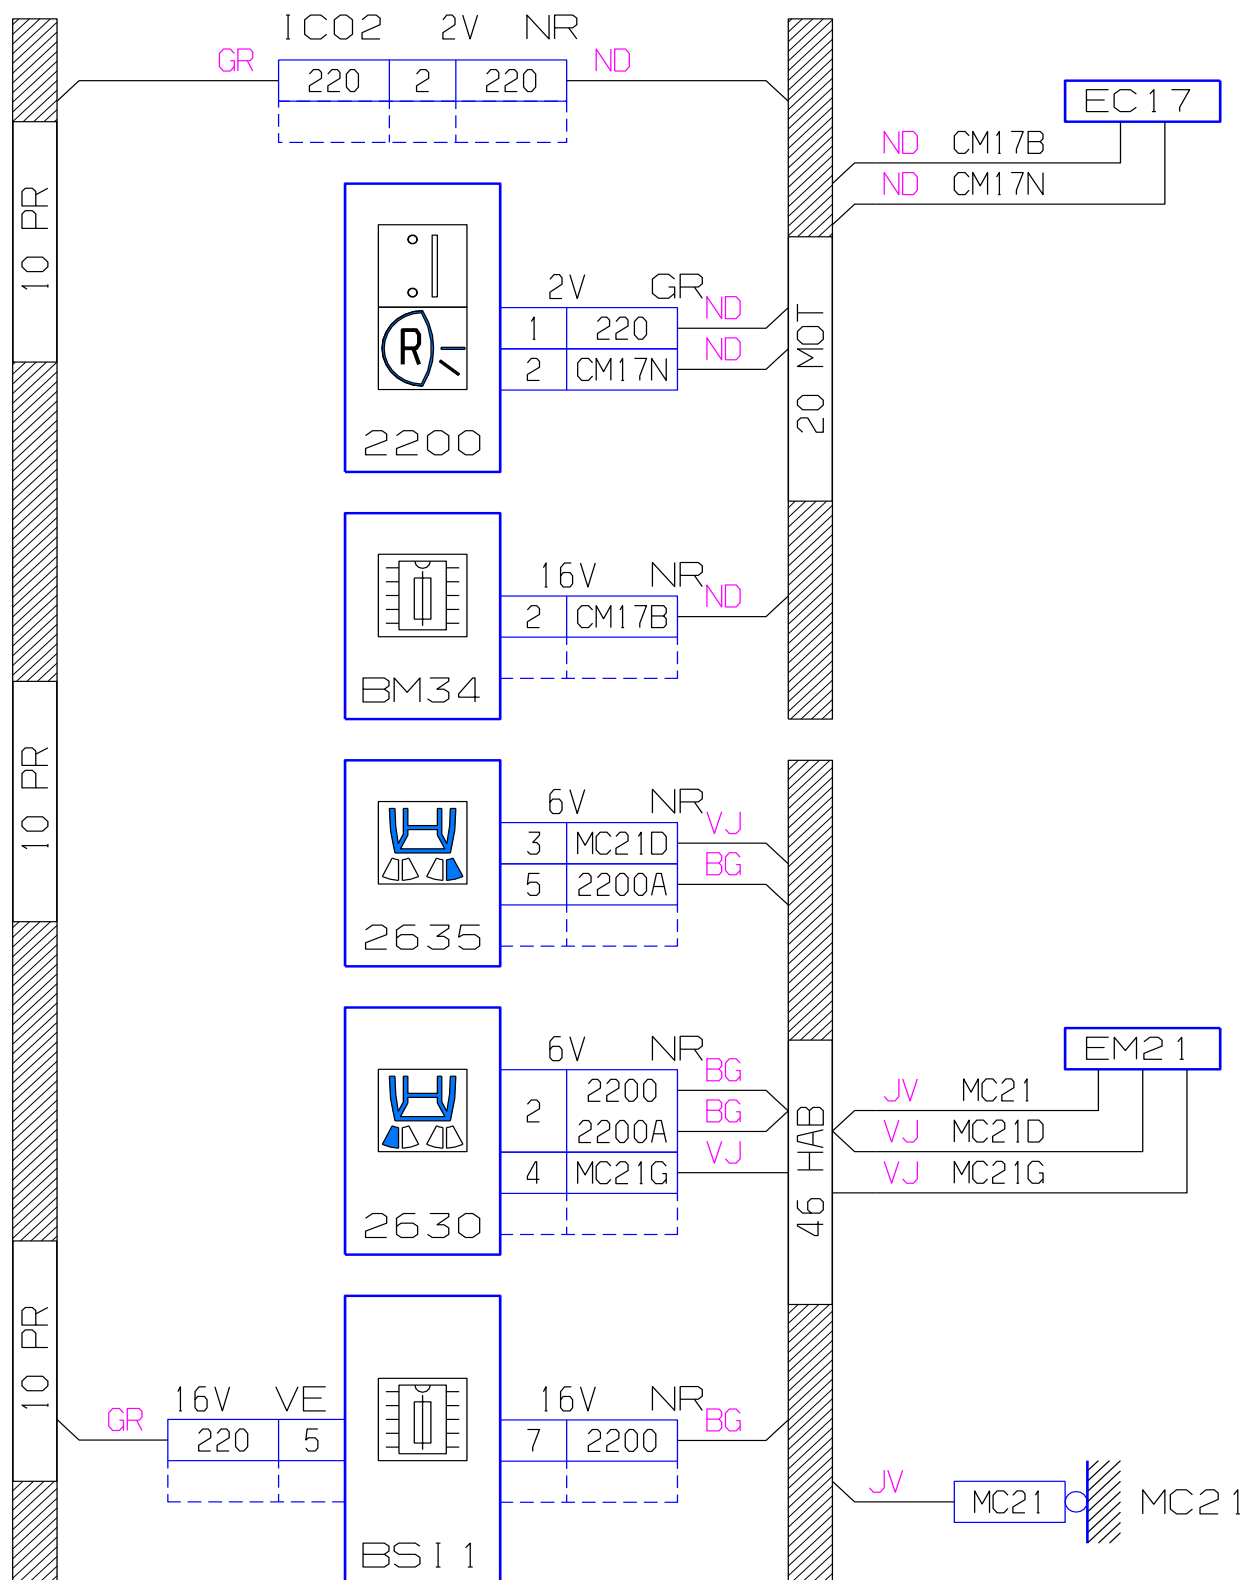 IC02 2V NR
GR 220 2 220 ND
EC17
ND CM17B
ND CM17N
10 PR
2V GR
1 220 ND
2 CM17N ND
2200
20 MOT
16V NR
2 CM17B ND
BM34
10 PR
6V NR
3 MC21D VJ
5 2200A BG
2635
EM21
6V NR
2 2200 BG
2200A BG
4 MC21G VJ
2630
JV MC21
VJ MC21D
VJ MC21G
46 HAB
10 PR
16V VE
GR 220 5
16V NR
7 2200 BG
BSI1
JV MC21 MC21
R